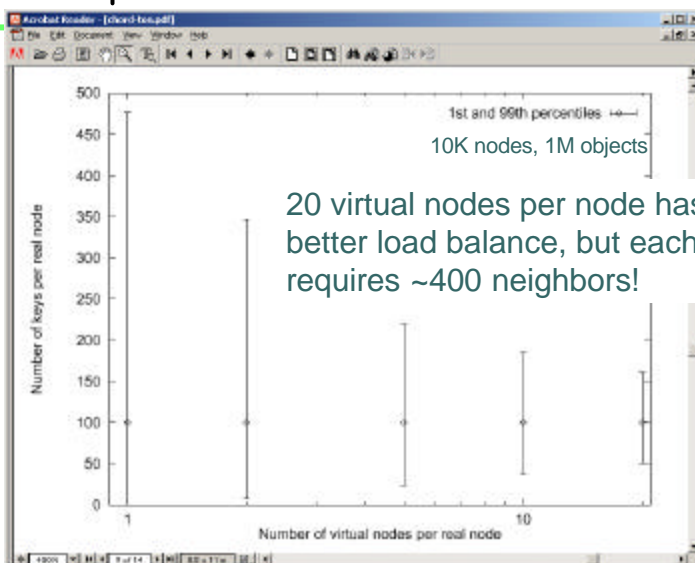 Acrobat Reader - [chord-ton.pdf]
File Edit Document View Window Help
500
450
400
350
300
250
200
150
100
50
0
Number of keys per real node
1st and 99th percentiles
10K nodes, 1M objects
20 virtual nodes per node has
better load balance, but each
requires ~400 neighbors!
1
10
Number of virtual nodes per real node